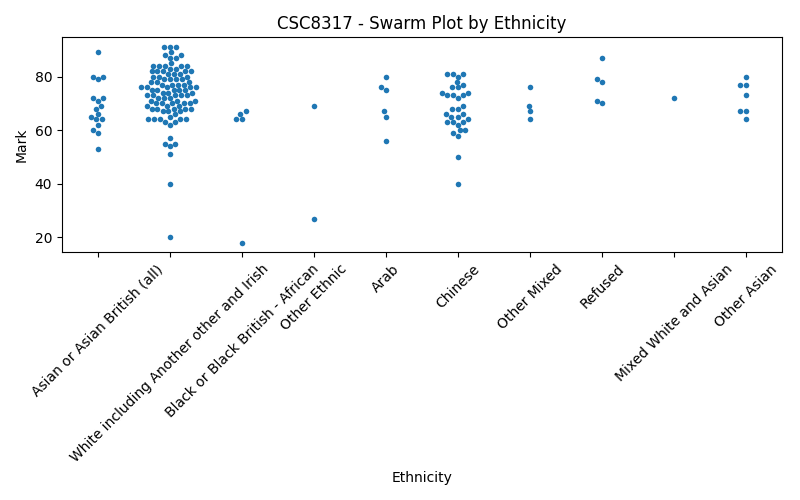 CSC8317 - Swarm Plot by Ethnicity
Mark
80
60
40
20
Asian or Asian British (all)
White including Another other and Irish
Black or Black British - African
Other Ethnic
Arab
Chinese
Other Mixed
Refused
Mixed White and Asian
Other Asian
Ethnicity